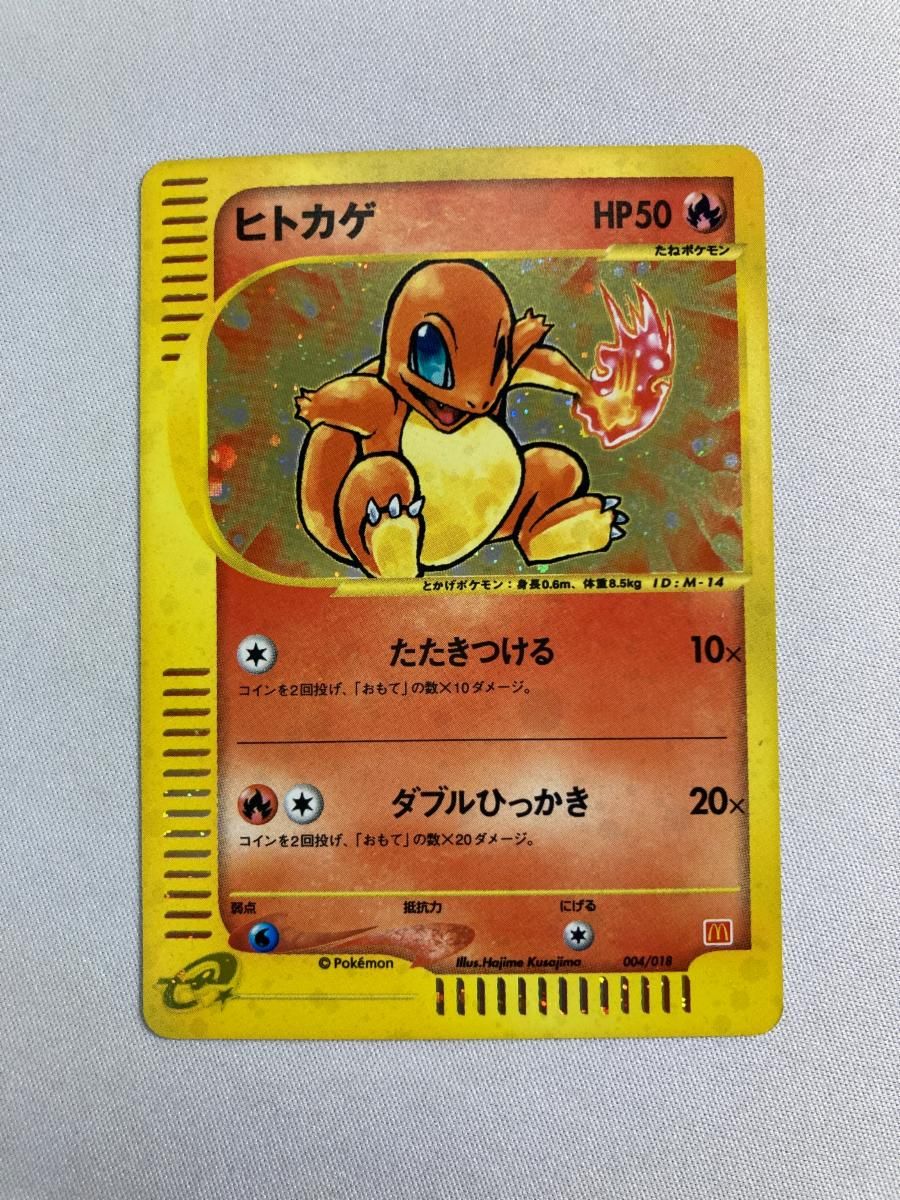 ヒトカゲ HP50
たねポケモン
とかげポケモン：身長0.6m、体重8.5kg ID:M-14
たたきつける 10×
コインを2回投げ、「おもて」の数×10ダメージ。
ダブルひっかき 20×
コインを2回投げ、「おもて」の数×20ダメージ。
弱点 抵抗力 にげる
© Pokémon Illus.Hajime Kusajima 004/018